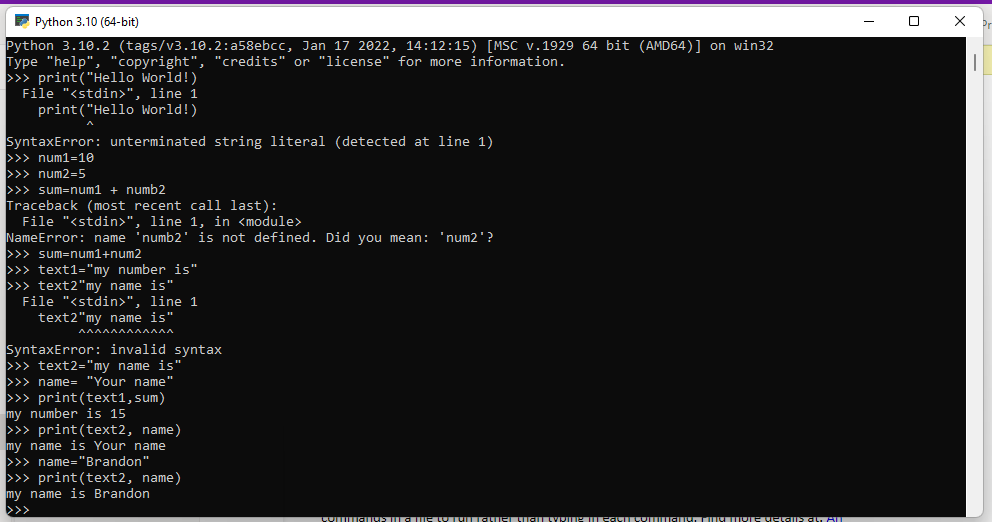 Python 3.10 (64-bit)
Python 3.10.2 (tags/v3.10.2:a58ebcc, Jan 17 2022, 14:12:15) [MSC v.1929 64 bit (AMD64)] on win32
Type "help", "copyright", "credits" or "license" for more information.
>>> print("Hello World!)
  File "<stdin>", line 1
    print("Hello World!)
          ^
SyntaxError: unterminated string literal (detected at line 1)
>>> num1=10
>>> num2=5
>>> sum=num1 + numb2
Traceback (most recent call last):
  File "<stdin>", line 1, in <module>
NameError: name 'numb2' is not defined. Did you mean: 'num2'?
>>> sum=num1+num2
>>> text1="my number is"
>>> text2"my name is"
  File "<stdin>", line 1
    text2"my name is"
         ^^^^^^^^^^^^
SyntaxError: invalid syntax
>>> text2="my name is"
>>> name= "Your name"
>>> print(text1,sum)
my number is 15
>>> print(text2, name)
my name is Your name
>>> name="Brandon"
>>> print(text2, name)
my name is Brandon
>>>
commands in a file to run rather than typing in each command. Find more details at: An